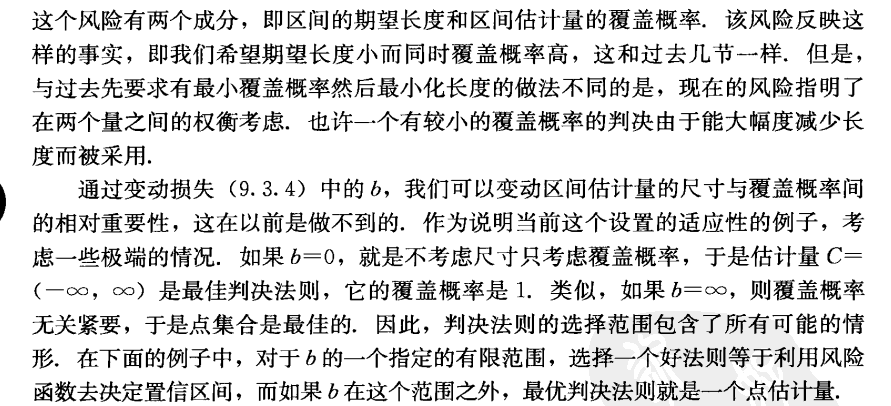 这个风险有两个成分，即区间的期望长度和区间估计量的覆盖概率．该风险反映这
样的事实，即我们希望期望长度小而同时覆盖概率高，这和过去几节一样．但是，
与过去先要求有最小覆盖概率然后最小化长度的做法不同的是，现在的风险指明了
在两个量之间的权衡考虑．也许一个有较小的覆盖概率的判决由于能大幅度减少长
度而被采用．
通过变动损失（9.3.4）中的b，我们可以变动区间估计量的尺寸与覆盖概率间
的相对重要性，这在以前是做不到的．作为说明当前这个设置的适应性的例子，考
虑一些极端的情况．如果b=0，就是不考虑尺寸只考虑覆盖概率，于是估计量C=
（-∞，∞）是最佳判决法则，它的覆盖概率是1．类似，如果b=∞，则覆盖概率
无关紧要，于是点集合是最佳的．因此，判决法则的选择范围包含了所有可能的情
形．在下面的例子中，对于b的一个指定的有限范围，选择一个好法则等于利用风险
函数去决定置信区间，而如果b在这个范围之外，最优判决法则就是一个点估计量．